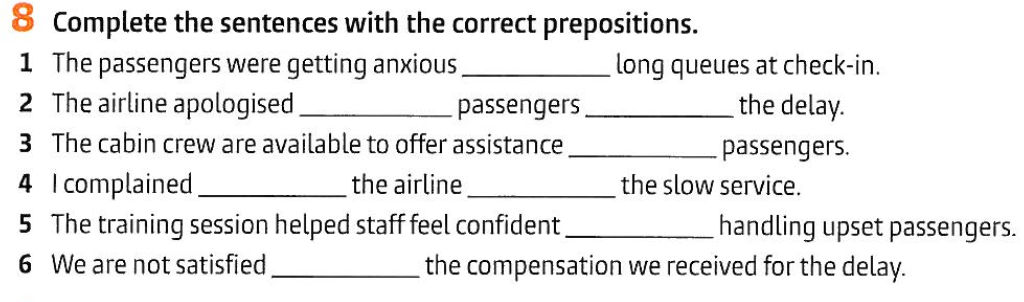 8 Complete the sentences with the correct prepositions.
1 The passengers were getting anxious __________ long queues at check-in.
2 The airline apologised __________ passengers __________ the delay.
3 The cabin crew are available to offer assistance __________ passengers.
4 I complained __________ the airline __________ the slow service.
5 The training session helped staff feel confident __________ handling upset passengers.
6 We are not satisfied __________ the compensation we received for the delay.